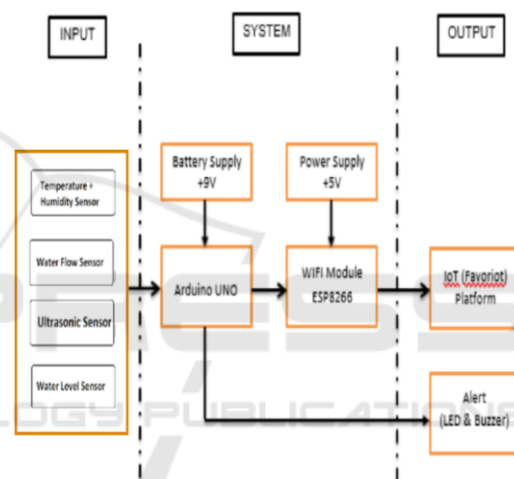 INPUT
SYSTEM
OUTPUT
Temperature +
Humidity Sensor
Water Flow Sensor
Ultrasonic Sensor
Water Level Sensor
Battery Supply
+9V
Power Supply
+5V
Arduino UNO
WIFI Module
ESP8266
IoT (Favoriot)
Platform
Alert
(LED & Buzzer)